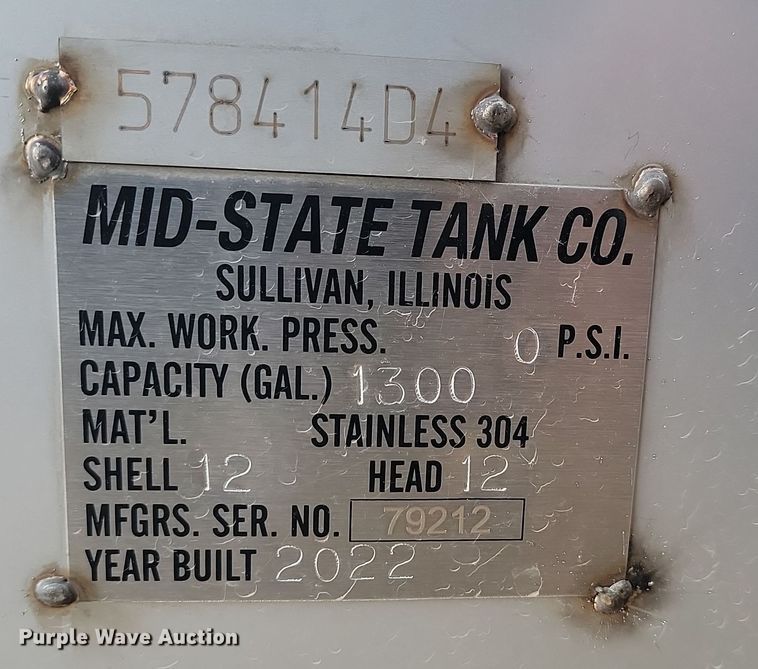 578414D4
MID-STATE TANK CO.
SULLIVAN, ILLINOiS
MAX. WORK. PRESS. 0 P.S.I.
CAPACITY (GAL.) 1300
MAT'L. STAINLESS 304
SHELL 12 HEAD 12
MFGRS. SER. NO. 79212
YEAR BUILT 2022
Purple Wave Auction